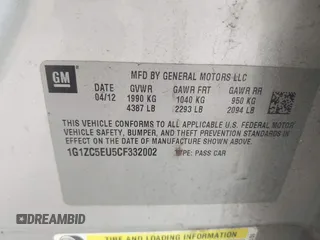 GM
MFD BY GENERAL MOTORS LLC
DATE GVWR GAWR FRT GAWR RR
04/12 1990 KG 1040 KG 950 KG
4387 LB 2293 LB 2094 LB
THIS VEHICLE CONFORMS TO ALL APPLICABLE U.S. FEDERAL MOTOR VEHICLE
SAFETY, BUMPER, AND THEFT PREVENTION STANDARDS IN EFFECT ON THE DATE OF MANUFACTURE SHOWN ABOVE.
1G1ZC5EU5CF332002 TYPE: PASS CAR
TIRE AND LOADING INFORMATION
DREAMBID